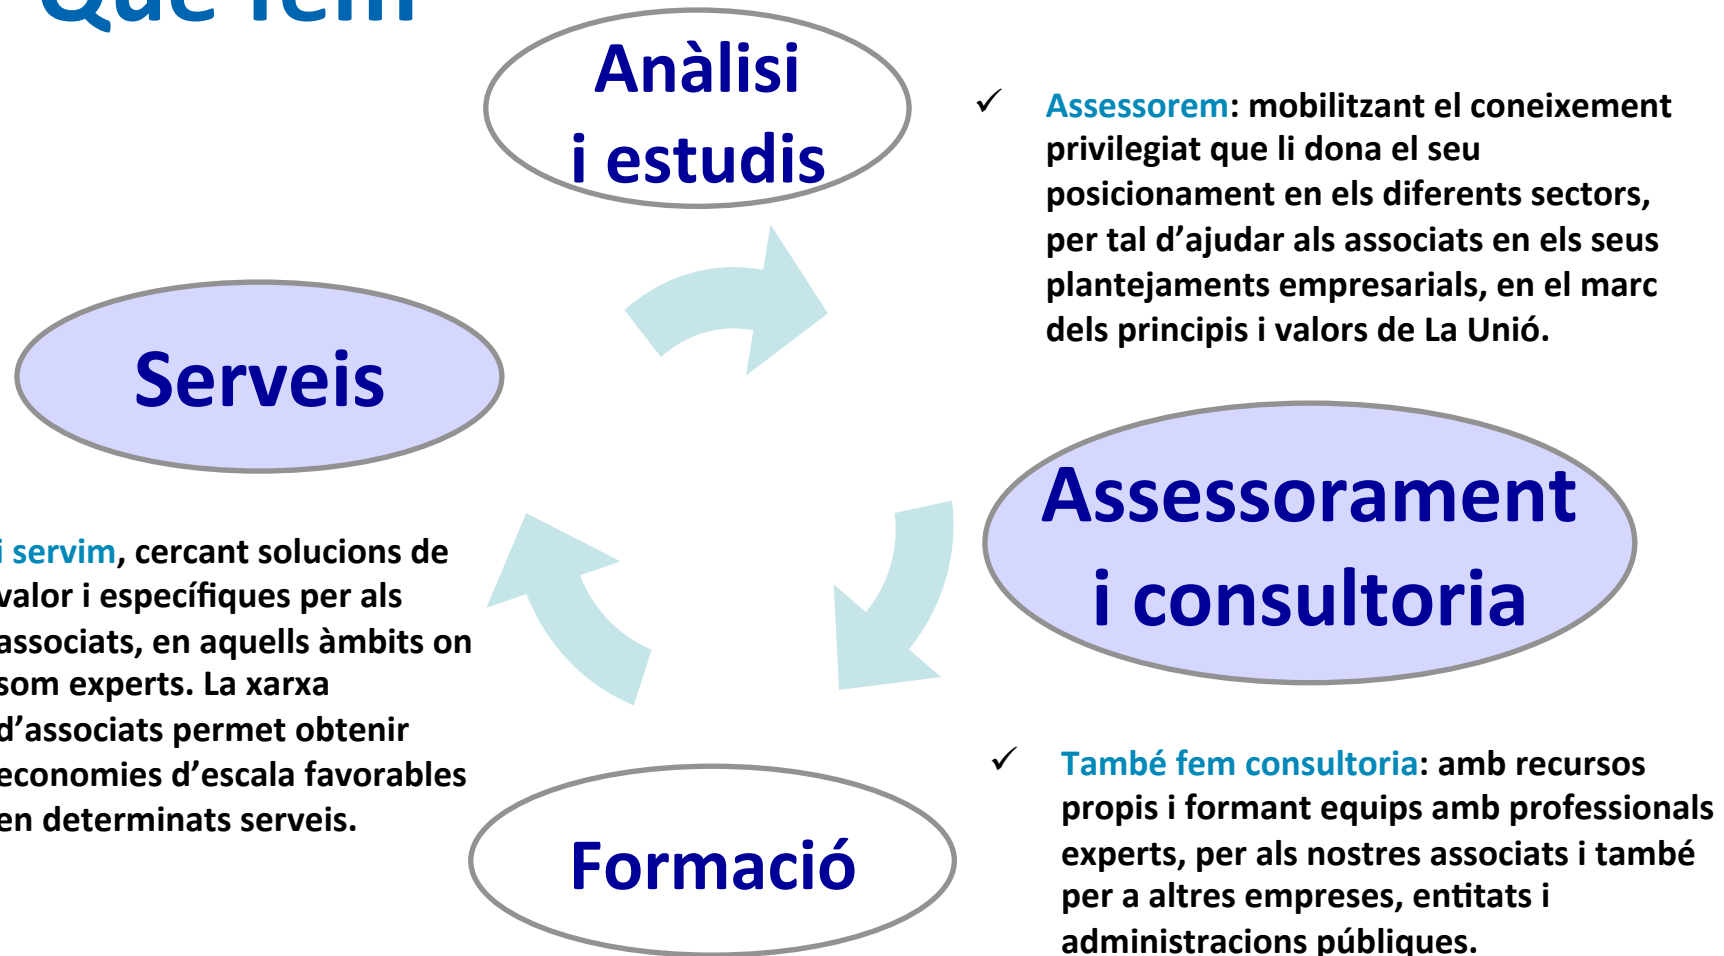 Què fem
Anàlisi
i estudis
✓ Assessorem: mobilitzant el coneixement
privilegiat que li dona el seu
posicionament en els diferents sectors,
per tal d’ajudar als associats en els seus
plantejaments empresarials, en el marc
dels principis i valors de La Unió.
Serveis
Assessorament
i consultoria
i servim, cercant solucions de
valor i específiques per als
associats, en aquells àmbits on
som experts. La xarxa
d’associats permet obtenir
economies d’escala favorables
en determinats serveis.
Formació
✓ També fem consultoria: amb recursos
propis i formant equips amb professionals
experts, per als nostres associats i també
per a altres empreses, entitats i
administracions públiques.